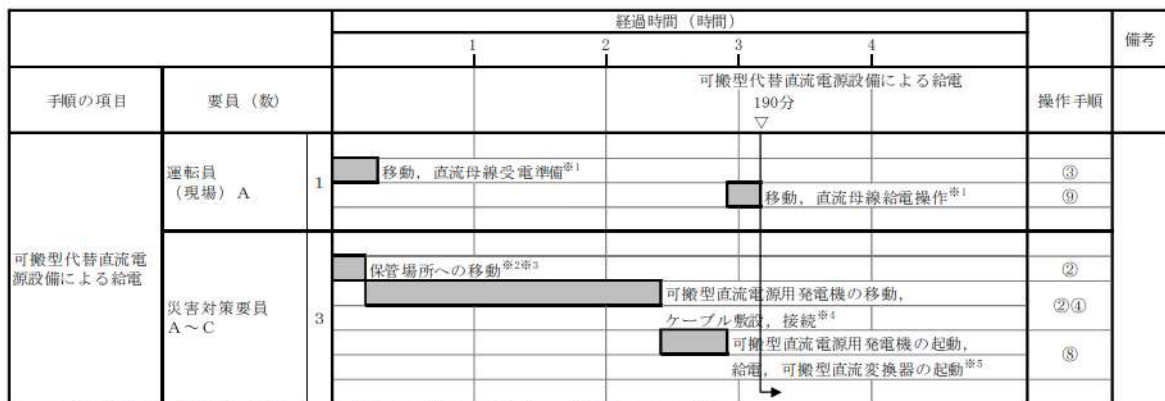 経過時間（時間）
備考
1 2 3 4
手順の項目 要員（数） 可搬型代替直流電源設備による給電 操作手順
190分
▽
運転員
（現場）A
1
移動，直流母線受電準備※1
③
移動，直流母線給電操作※1
⑨
可搬型代替直流電
源設備による給電
災害対策要員
A～C
3
保管場所への移動※2※3
②
可搬型直流電源用発電機の移動，
ケーブル敷設，接続※4
②④
可搬型直流電源用発電機の起動，
給電，可搬型直流変換器の起動※5
⑧